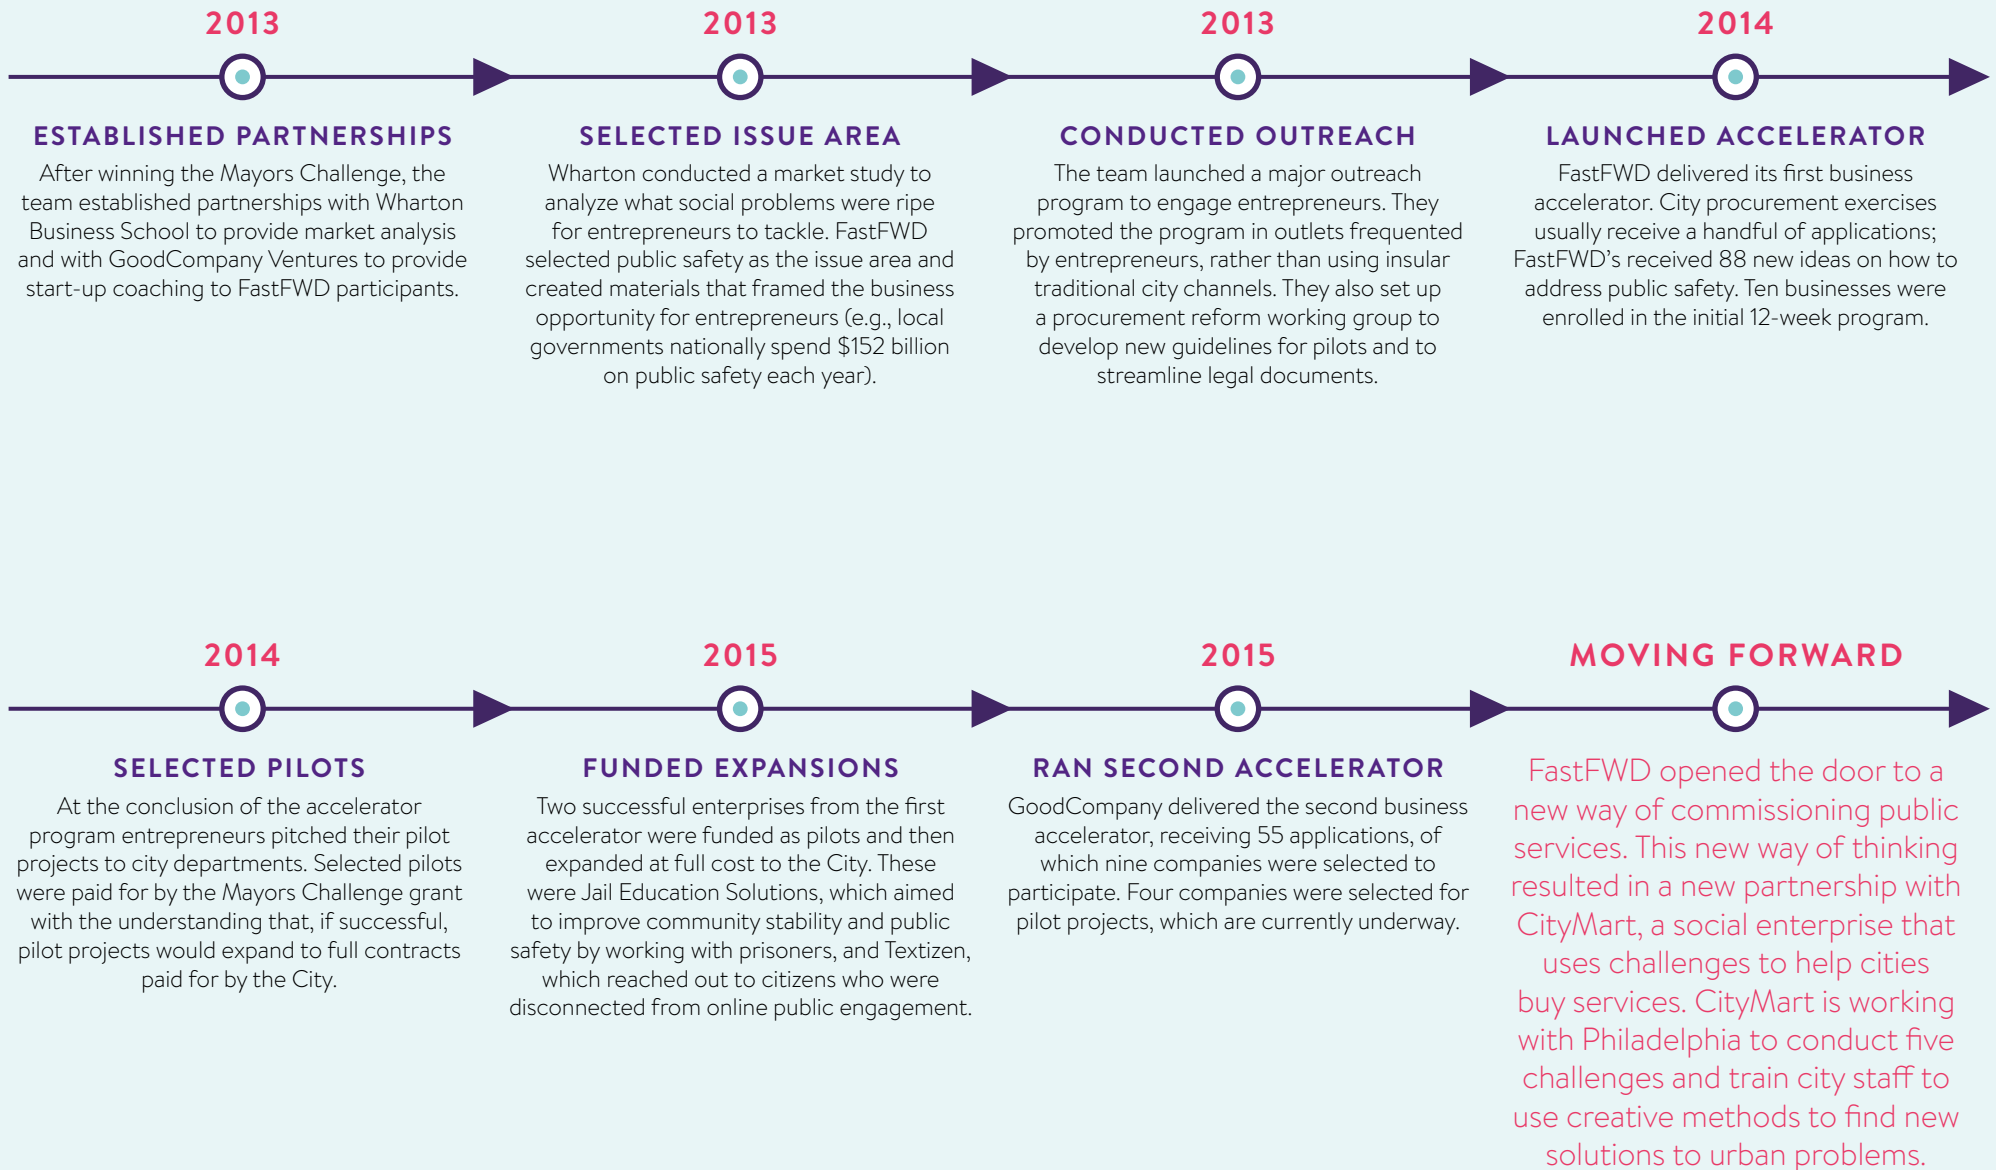 2013
ESTABLISHED PARTNERSHIPS
After winning the Mayors Challenge, the
team established partnerships with Wharton
Business School to provide market analysis
and with GoodCompany Ventures to provide
start-up coaching to FastFWD participants.
2013
SELECTED ISSUE AREA
Wharton conducted a market study to
analyze what social problems were ripe
for entrepreneurs to tackle. FastFWD
selected public safety as the issue area and
created materials that framed the business
opportunity for entrepreneurs (e.g., local
governments nationally spend $152 billion
on public safety each year).
2013
CONDUCTED OUTREACH
The team launched a major outreach
program to engage entrepreneurs. They
promoted the program in outlets frequented
by entrepreneurs, rather than using insular
traditional city channels. They also set up
a procurement reform working group to
develop new guidelines for pilots and to
streamline legal documents.
2014
LAUNCHED ACCELERATOR
FastFWD delivered its first business
accelerator. City procurement exercises
usually receive a handful of applications;
FastFWD's received 88 new ideas on how to
address public safety. Ten businesses were
enrolled in the initial 12-week program.
2014
SELECTED PILOTS
At the conclusion of the accelerator
program entrepreneurs pitched their pilot
projects to city departments. Selected pilots
were paid for by the Mayors Challenge grant
with the understanding that, if successful,
pilot projects would expand to full contracts
paid for by the City.
2015
FUNDED EXPANSIONS
Two successful enterprises from the first
accelerator were funded as pilots and then
expanded at full cost to the City. These
were Jail Education Solutions, which aimed
to improve community stability and public
safety by working with prisoners, and Textizen,
which reached out to citizens who were
disconnected from online public engagement.
2015
RAN SECOND ACCELERATOR
GoodCompany delivered the second business
accelerator, receiving 55 applications, of
which nine companies were selected to
participate. Four companies were selected for
pilot projects, which are currently underway.
MOVING FORWARD
FastFWD opened the door to a
new way of commissioning public
services. This new way of thinking
resulted in a new partnership with
CityMart, a social enterprise that
uses challenges to help cities
buy services. CityMart is working
with Philadelphia to conduct five
challenges and train city staff to
use creative methods to find new
solutions to urban problems.